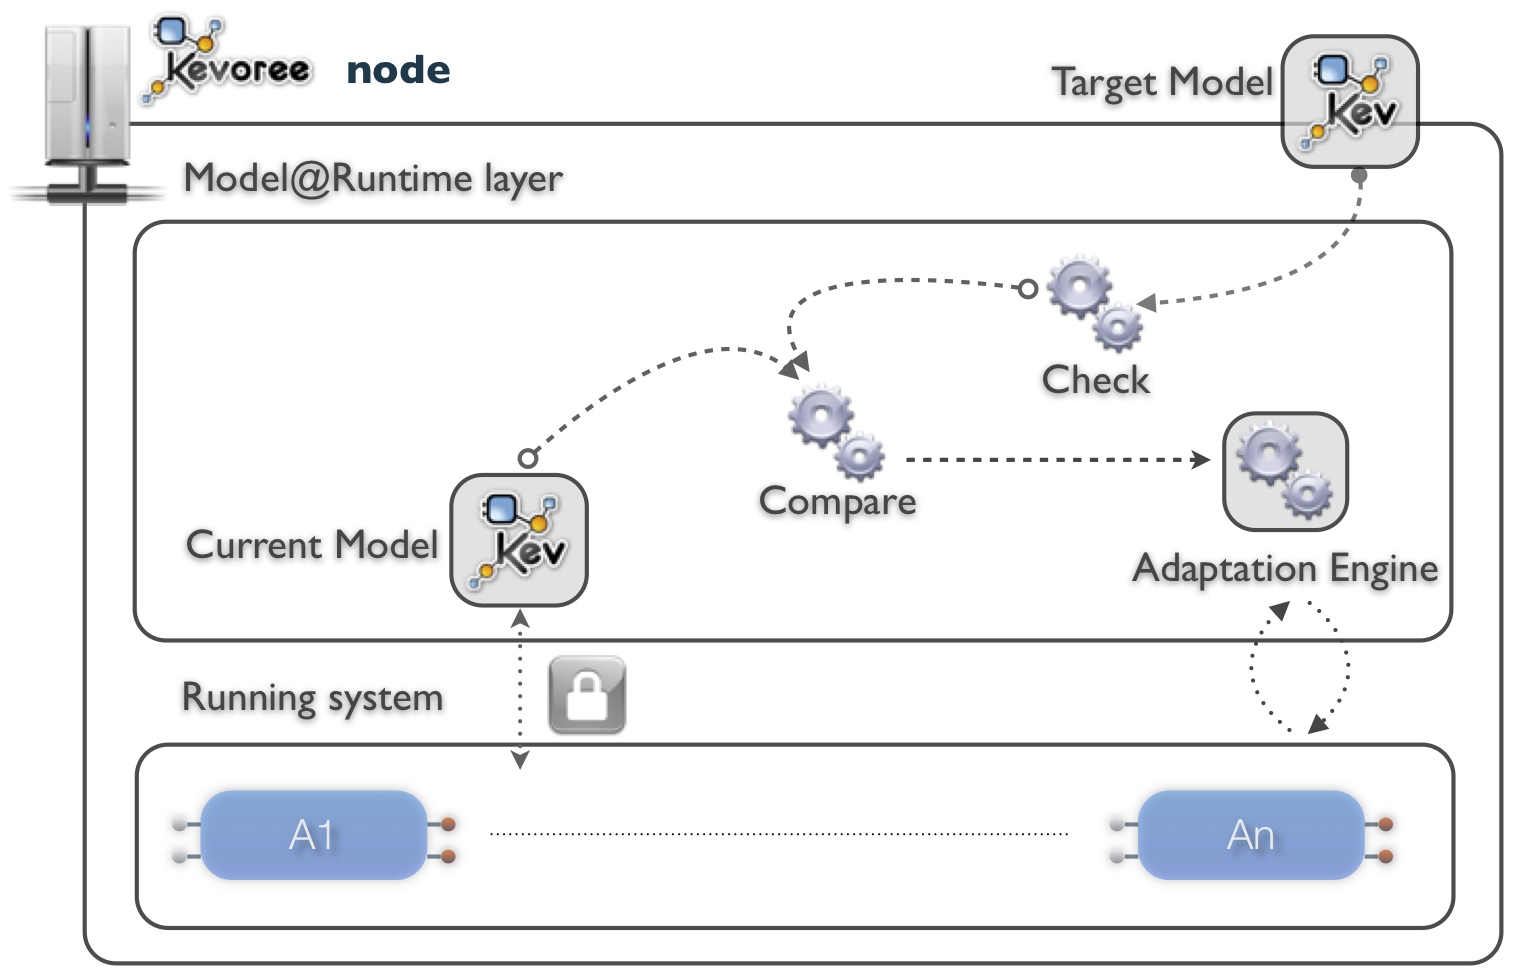 Kevoree node
Target Model
Kev
Model@Runtime layer
Check
Compare
Current Model
Kev
Adaptation Engine
Running system
A1
An